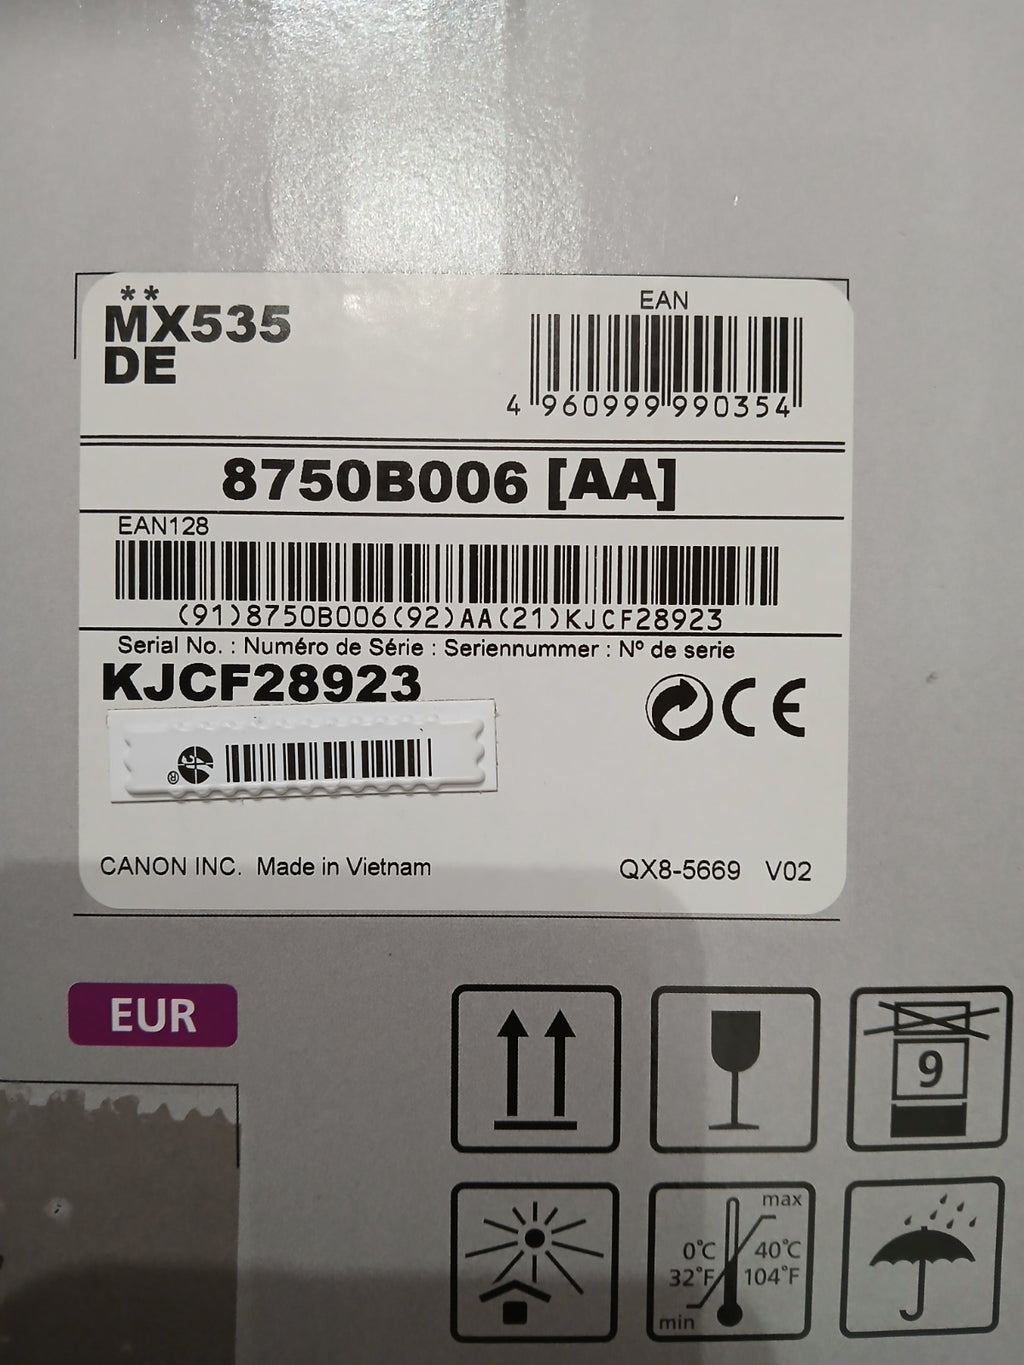 **
MX535
DE
EAN
4 960999 990354
8750B006 [AA]
EAN128
(91)8750B006(92)AA(21)KJCF28923
Serial No. : Numéro de Série : Seriennummer : Nº de serie
KJCF28923
CE
®
CANON INC. Made in Vietnam
QX8-5669 V02
EUR
9
max
0°C 40°C
32°F 104°F
min